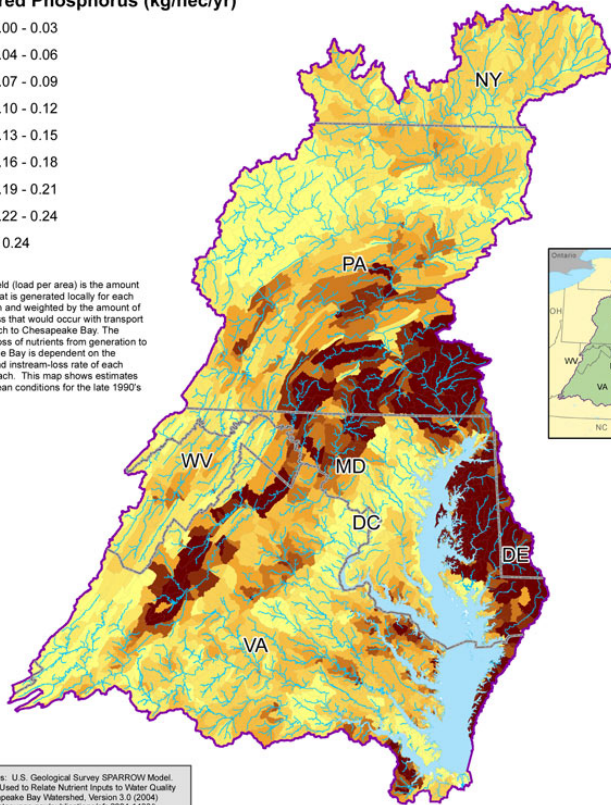 red Phosphorus (kg/hec/yr)
.00 - 0.03
.04 - 0.06
.07 - 0.09
.10 - 0.12
.13 - 0.15
.16 - 0.18
.19 - 0.21
.22 - 0.24
0.24
eld (load per area) is the amount
at is generated locally for each
n and weighted by the amount of
ss that would occur with transport
ch to Chesapeake Bay. The
oss of nutrients from generation to
e Bay is dependent on the
nd instream-loss rate of each
ach. This map shows estimates
ean conditions for the late 1990's
NY
PA
WV
MD
DC
DE
VA
Ontario
OH
WV
VA
NC
s: U.S. Geological Survey SPARROW Model.
Used to Relate Nutrient Inputs to Water Quality
apeake Bay Watershed, Version 3.0 (2004)